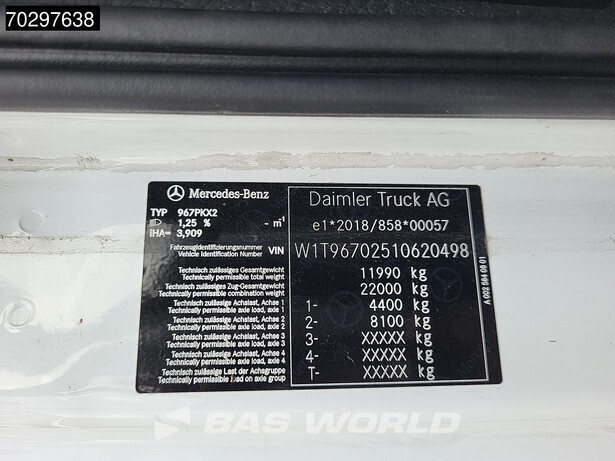 70297638
Mercedes-Benz
Daimler Truck AG
TYP 967PKX2
1,25 % - m⁻¹
e1*2018/858*00057
iHA= 3,909
Fahrzeugidentifizierungsnummer
Vehicle Identification Number VIN
W1T96702510620498
Technisch zulässiges Gesamtgewicht
Technically permissible total weight
11990 kg
Technisch zulässiges Zug-Gesamtgewicht
Technically permissible combination weight
22000 kg
Technisch zulässige Achslast, Achse 1
Technically permissible axle load, axle 1
1- 4400 kg
Technisch zulässige Achslast, Achse 2
Technically permissible axle load, axle 2
2- 8100 kg
Technisch zulässige Achslast, Achse 3
Technically permissible axle load, axle 3
3- XXXXX kg
Technisch zulässige Achslast, Achse 4
Technically permissible axle load, axle 4
4- XXXXX kg
Technisch zulässige Last der Achsgruppe
Technically permissible load on axle group
T- XXXXX kg
A 002 584 08 01
BAS WORLD